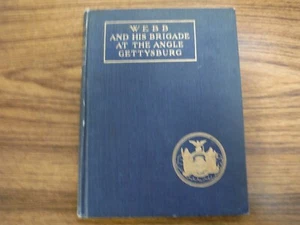 WEBB
AND HIS BRIGADE
AT THE ANGLE
GETTYSBURG